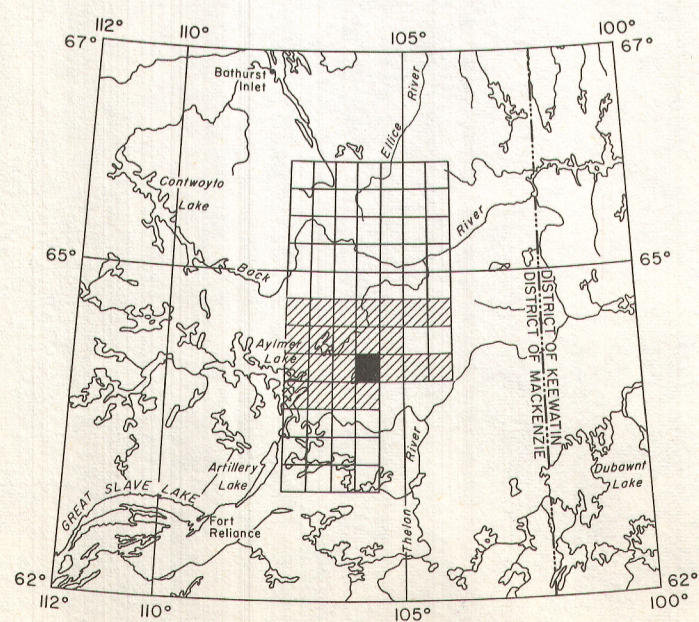 112°
110°
105°
100°
67°
67°
Bathurst
Inlet
Ellice River
Contwoyto
Lake
River
65°
Back
65°
Aylmer
Lake
DISTRICT OF KEEWATIN
DISTRICT OF MACKENZIE
River
Artillery
Lake
Dubawnt
Lake
GREAT SLAVE LAKE
Fort
Reliance
Thelon
62°
62°
112°
110°
105°
100°